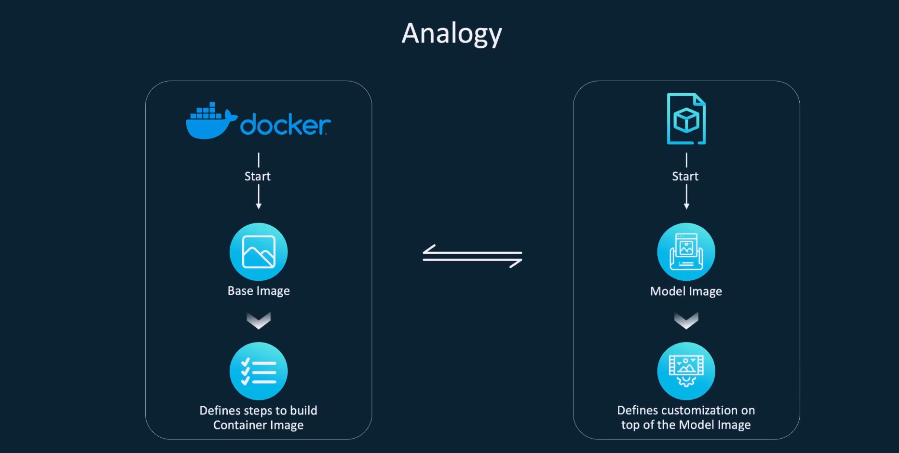 Analogy
docker
Start
Base Image
Defines steps to build
Container Image
Start
Model Image
Defines customization on
top of the Model Image